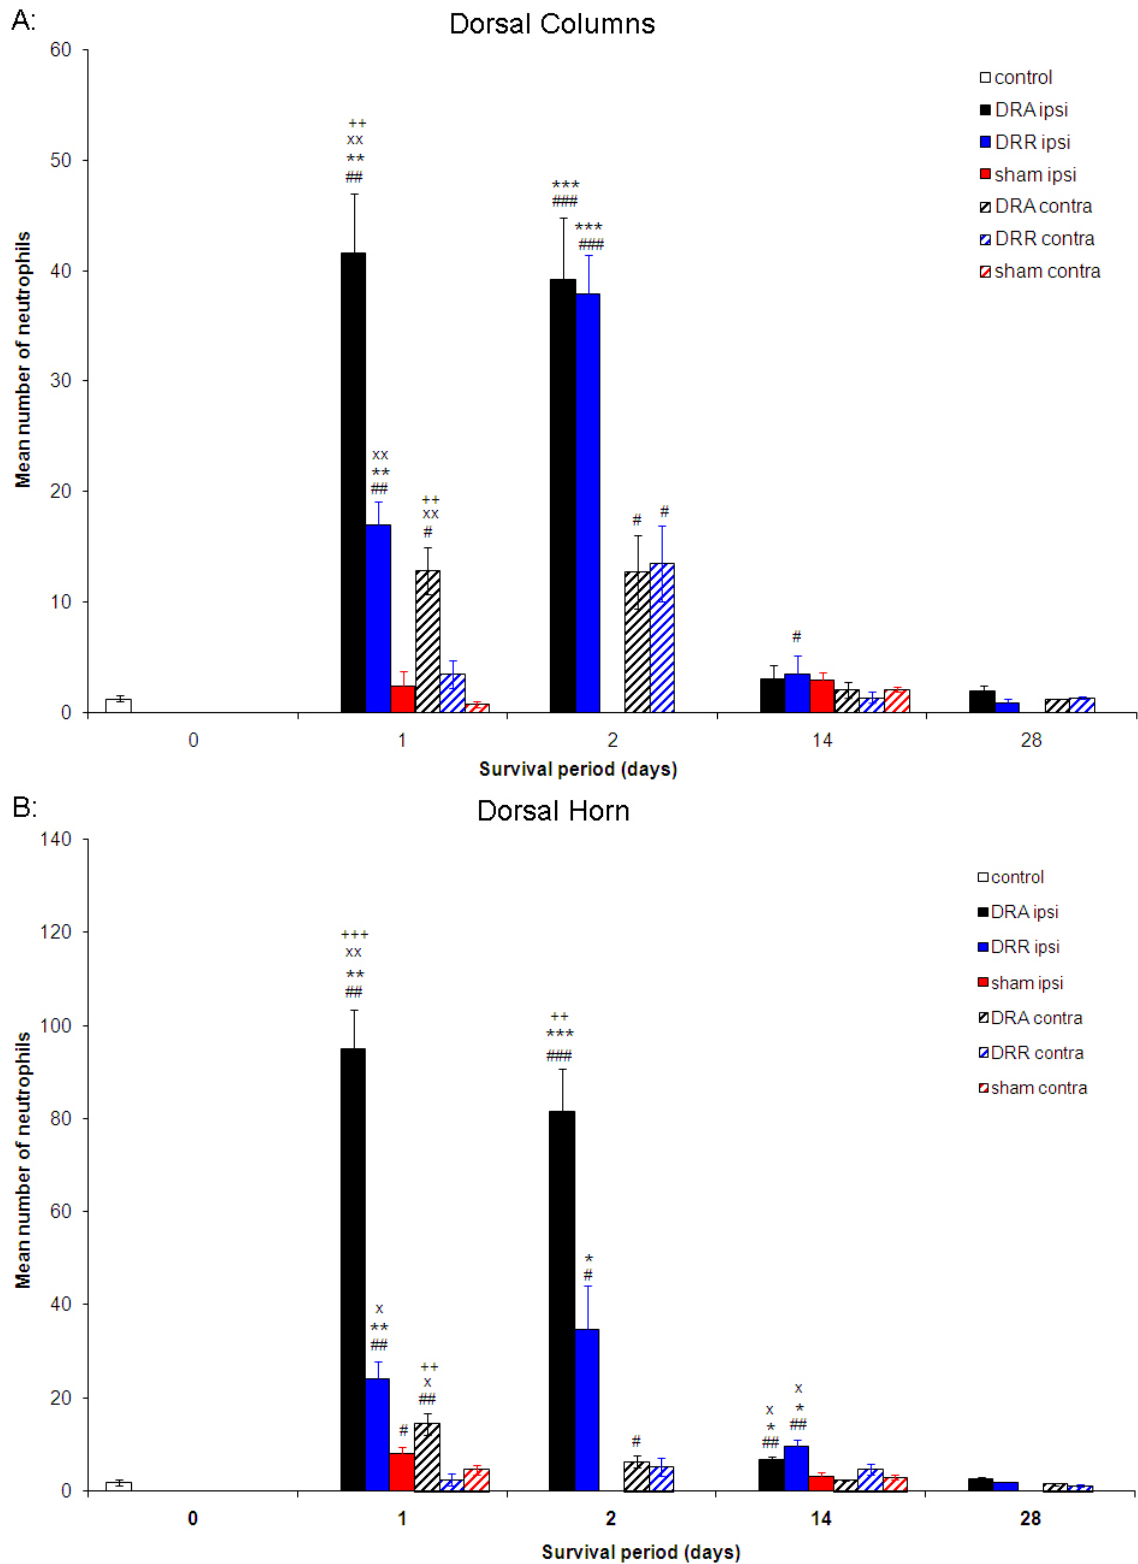 A:
Dorsal Columns
60
50
40
30
20
10
0
Mean number of neutrophils
control
DRA ipsi
DRR ipsi
sham ipsi
DRA contra
DRR contra
sham contra
++
xx
**
##
xx
**
##
++
xx
#
***
###
***
###
#
#
#
0 1 2 14 28
Survival period (days)
B:
Dorsal Horn
140
120
100
80
60
40
20
0
Mean number of neutrophils
control
DRA ipsi
DRR ipsi
sham ipsi
DRA contra
DRR contra
sham contra
+++
xx
**
##
x
**
##
#
++
x
##
++
***
###
*
#
#
x
*
##
x
*
##
0 1 2 14 28
Survival period (days)